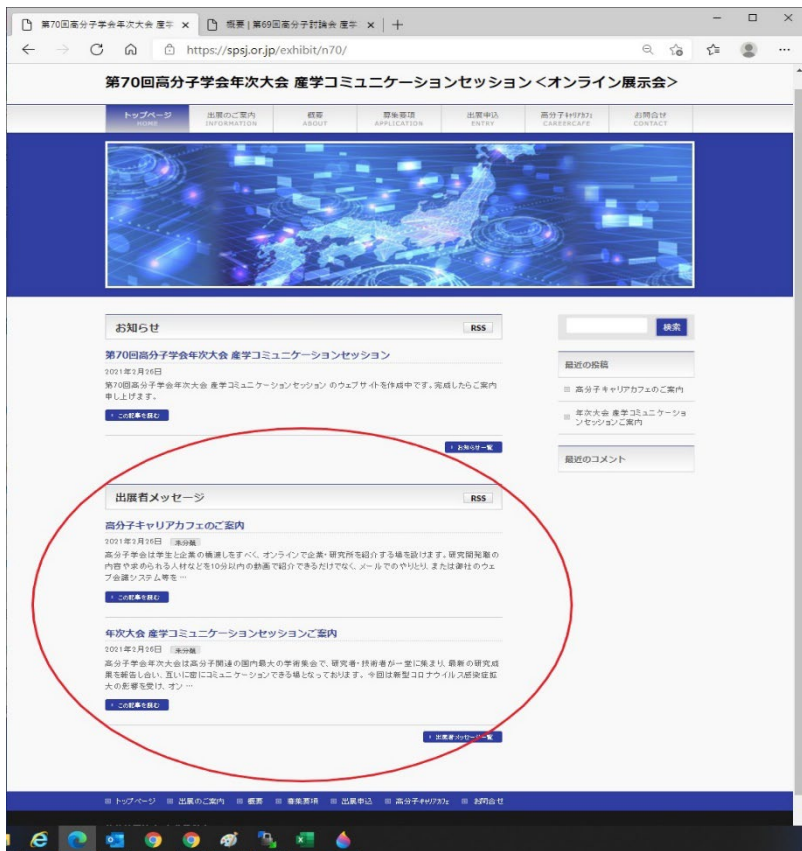 第70回高分子学会年次大会 産学
概要 | 第69回高分子討論会 産学
https://spsj.or.jp/exhibit/n70/
第70回高分子学会年次大会 産学コミュニケーションセッション＜オンライン展示会＞
トップページ 出展のご案内 概要 募集要項 出展申込 高分子ｷｬﾘｱｶﾌｪ お問合せ
HOME INFORMATION ABOUT APPLICATION ENTRY CAREERCAFE CONTACT
お知らせ RSS
第70回高分子学会年次大会 産学コミュニケーションセッション
2021年2月26日
第70回高分子学会年次大会 産学コミュニケーションセッション のウェブサイトを作成中です。完成したらご案内
申し上げます。
この記事を読む
お知らせ一覧
出展者メッセージ RSS
高分子キャリアカフェのご案内
2021年2月26日 未分類
高分子学会は学生と企業の橋渡しをすべく、オンラインで企業・研究所を紹介する場を設けます。研究開発職の
内容や求められる人材などを10分以内の動画で紹介できるだけでなく、メールでのやりとり、または御社のウェ
ブ会議システム等を …
この記事を読む
年次大会 産学コミュニケーションセッションご案内
2021年2月26日 未分類
高分子学会年次大会は高分子関連の国内最大の学術集会で、研究者・技術者が一堂に集まり、最新の研究成
果を報告し合い、互いに密にコミュニケーションできる場となっております。 今回は新型コロナウイルス感染症拡
大の影響を受け、オン …
この記事を読む
出展者メッセージ一覧
検索
最近の投稿
高分子キャリアカフェのご案内
年次大会 産学コミュニケーショ
ンセッションご案内
最近のコメント
トップページ 出展のご案内 概要 募集要項 出展申込 高分子ｷｬﾘｱｶﾌｪ お問合せ